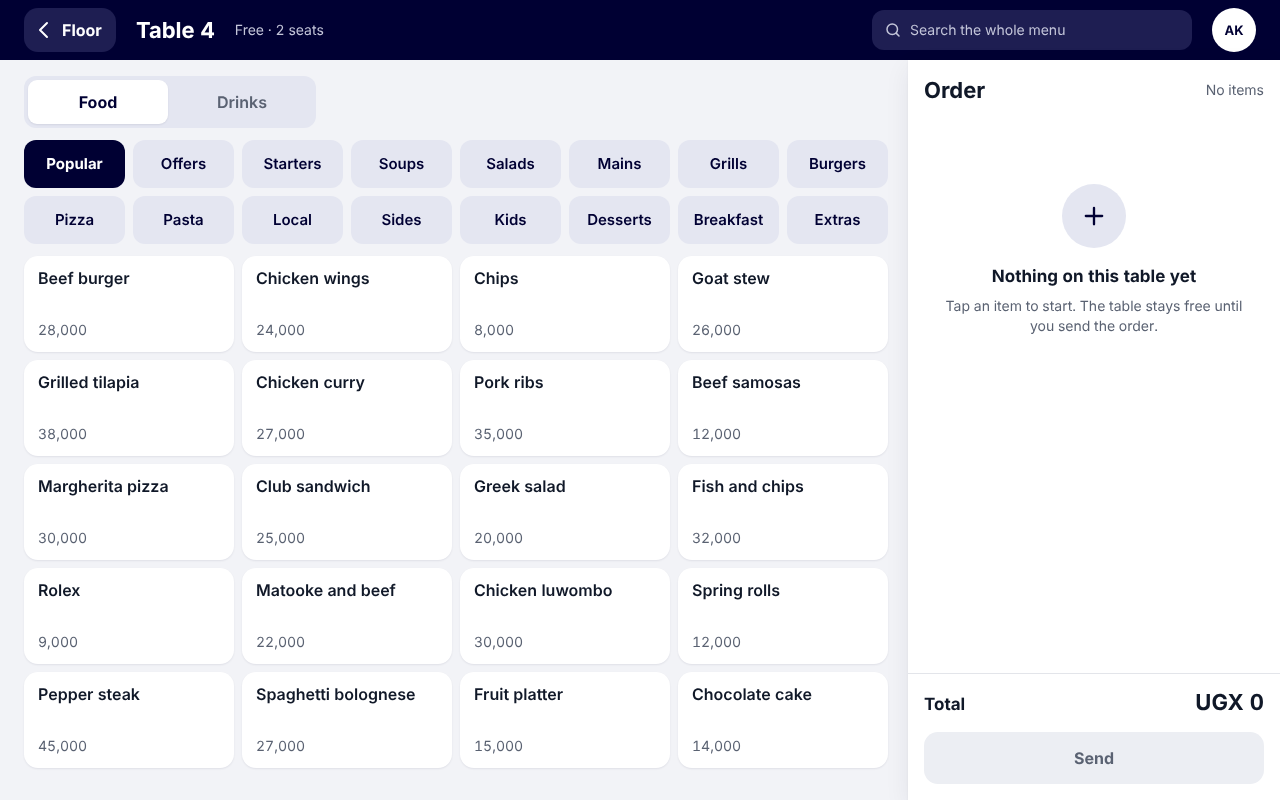 Floor
Table 4
Free · 2 seats
Search the whole menu
AK
Food
Drinks
Popular
Offers
Starters
Soups
Salads
Mains
Grills
Burgers
Pizza
Pasta
Local
Sides
Kids
Desserts
Breakfast
Extras
Beef burger
28,000
Chicken wings
24,000
Chips
8,000
Goat stew
26,000
Grilled tilapia
38,000
Chicken curry
27,000
Pork ribs
35,000
Beef samosas
12,000
Margherita pizza
30,000
Club sandwich
25,000
Greek salad
20,000
Fish and chips
32,000
Rolex
9,000
Matooke and beef
22,000
Chicken luwombo
30,000
Spring rolls
12,000
Pepper steak
45,000
Spaghetti bolognese
27,000
Fruit platter
15,000
Chocolate cake
14,000
Order
No items
Nothing on this table yet
Tap an item to start. The table stays free until
you send the order.
Total
UGX 0
Send